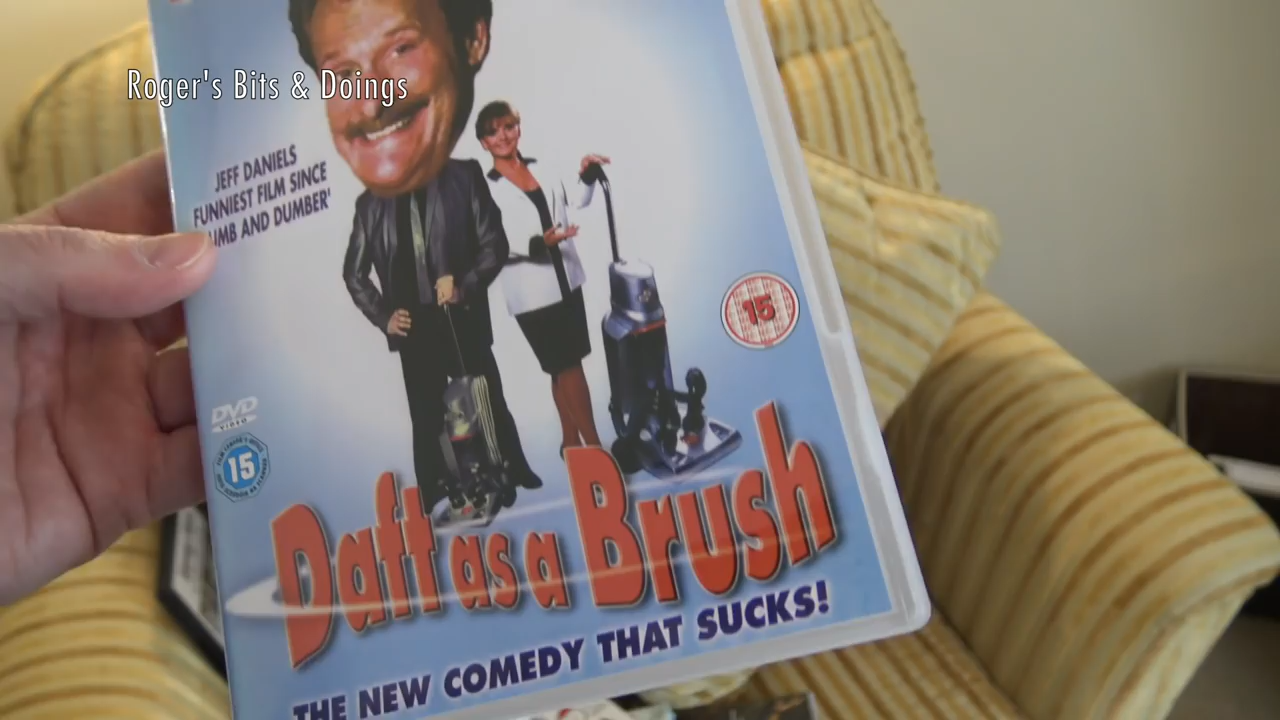 Roger's Bits & Doings
JEFF DANIELS
FUNNIEST FILM SINCE
UMB AND DUMBER'
15
DVD
VIDEO
15
Daft as a Brush
THE NEW COMEDY THAT SUCKS!